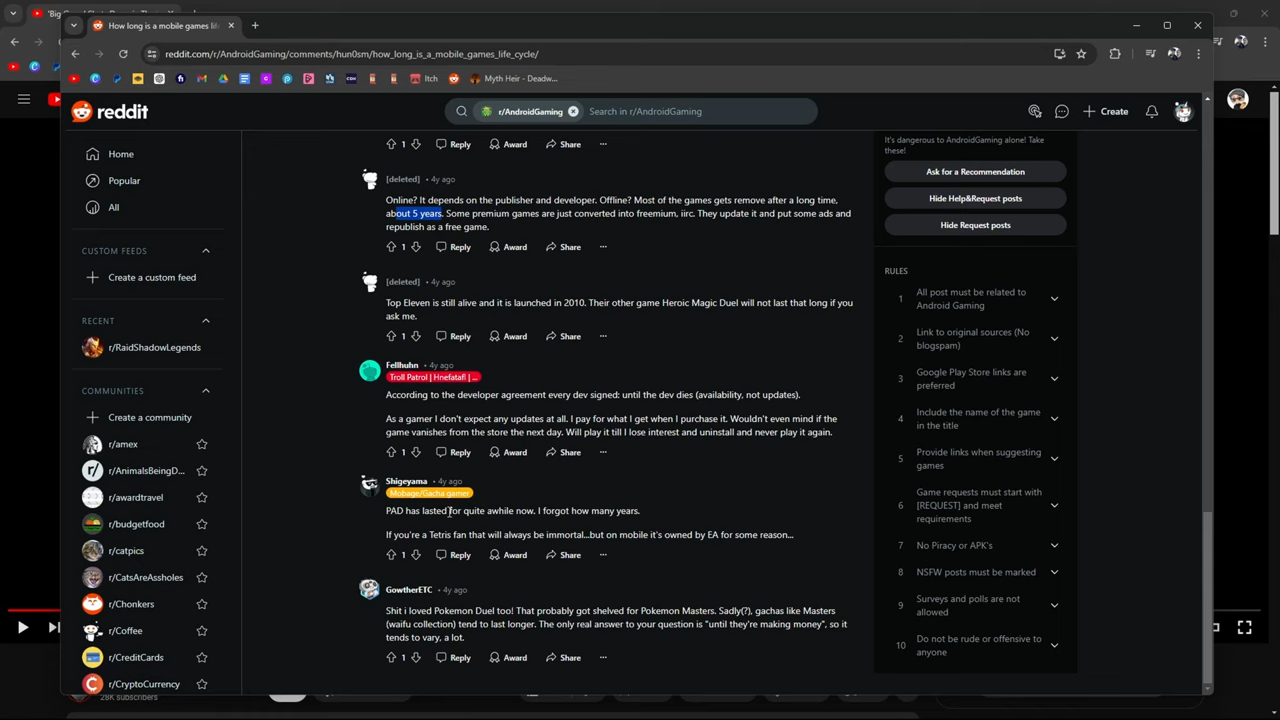 'Big
How long is a mobile games life
reddit.com/r/AndroidGaming/comments/hun0sm/how_long_is_a_mobile_games_life_cycle/
Itch
Myth Heir - Deadw...
reddit
r/AndroidGaming
Search in r/AndroidGaming
Create
Home
Popular
All
CUSTOM FEEDS
Create a custom feed
RECENT
r/RaidShadowLegends
COMMUNITIES
Create a community
r/amex
r/AnimalsBeingD...
r/awardtravel
r/budgetfood
r/catpics
r/CatsAreAssholes
r/Chonkers
r/Coffee
r/CreditCards
r/CryptoCurrency
1 Reply Award Share ...
[deleted] • 4y ago
Online? It depends on the publisher and developer. Offline? Most of the games gets remove after a long time,
about 5 years. Some premium games are just converted into freemium, iirc. They update it and put some ads and
republish as a free game.
1 Reply Award Share ...
[deleted] • 4y ago
Top Eleven is still alive and it is launched in 2010. Their other game Heroic Magic Duel will not last that long if you
ask me.
1 Reply Award Share ...
Fellhuhn • 4y ago
Troll Patrol | Hnefatafl | ...
According to the developer agreement every dev signed: until the dev dies (availability, not updates).
As a gamer I don't expect any updates at all. I pay for what I get when I purchase it. Wouldn't even mind if the
game vanishes from the store the next day. Will play it till I lose interest and uninstall and never play it again.
1 Reply Award Share ...
Shigeyama • 4y ago
Mobage/Gacha gamer
PAD has lasted for quite awhile now. I forgot how many years.
If you're a Tetris fan that will always be immortal...but on mobile it's owned by EA for some reason...
1 Reply Award Share ...
GowtherETC • 4y ago
Shit i loved Pokemon Duel too! That probably got shelved for Pokemon Masters. Sadly(?), gachas like Masters
(waifu collection) tend to last longer. The only real answer to your question is "until they're making money", so it
tends to vary, a lot.
1 Reply Award Share ...
It's dangerous to AndroidGaming alone! Take
these!
Ask for a Recommendation
Hide Help&Request posts
Hide Request posts
RULES
1 All post must be related to
Android Gaming
2 Link to original sources (No
blogspam)
3 Google Play Store links are
preferred
4 Include the name of the game
in the title
5 Provide links when suggesting
games
6 Game requests must start with
[REQUEST] and meet
requirements
7 No Piracy or APK's
8 NSFW posts must be marked
9 Surveys and polls are not
allowed
10 Do not be rude or offensive to
anyone
28K subscribers